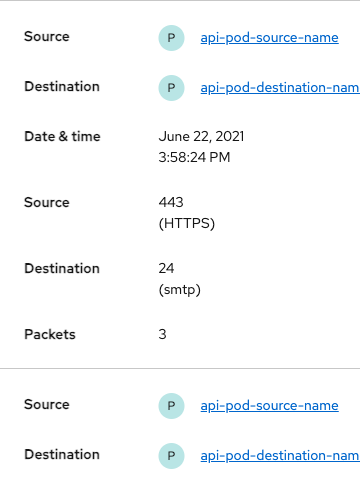 Source P api-pod-source-name
Destination P api-pod-destination-nam
Date & time June 22, 2021
3:58:24 PM
Source 443
(HTTPS)
Destination 24
(smtp)
Packets 3
Source P api-pod-source-name
Destination P api-pod-destination-nam